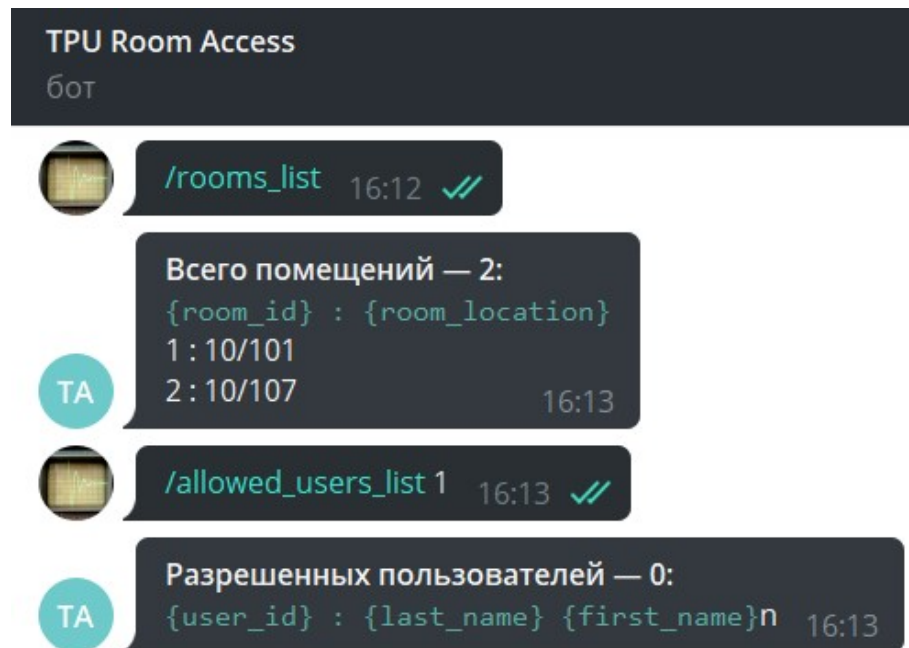 TPU Room Access
бот
/rooms_list 16:12
Всего помещений — 2:
{room_id} : {room_location}
1 : 10/101
2 : 10/107
TA
16:13
/allowed_users_list 1 16:13
Разрешенных пользователей — 0:
TA
{user_id} : {last_name} {first_name}n 16:13